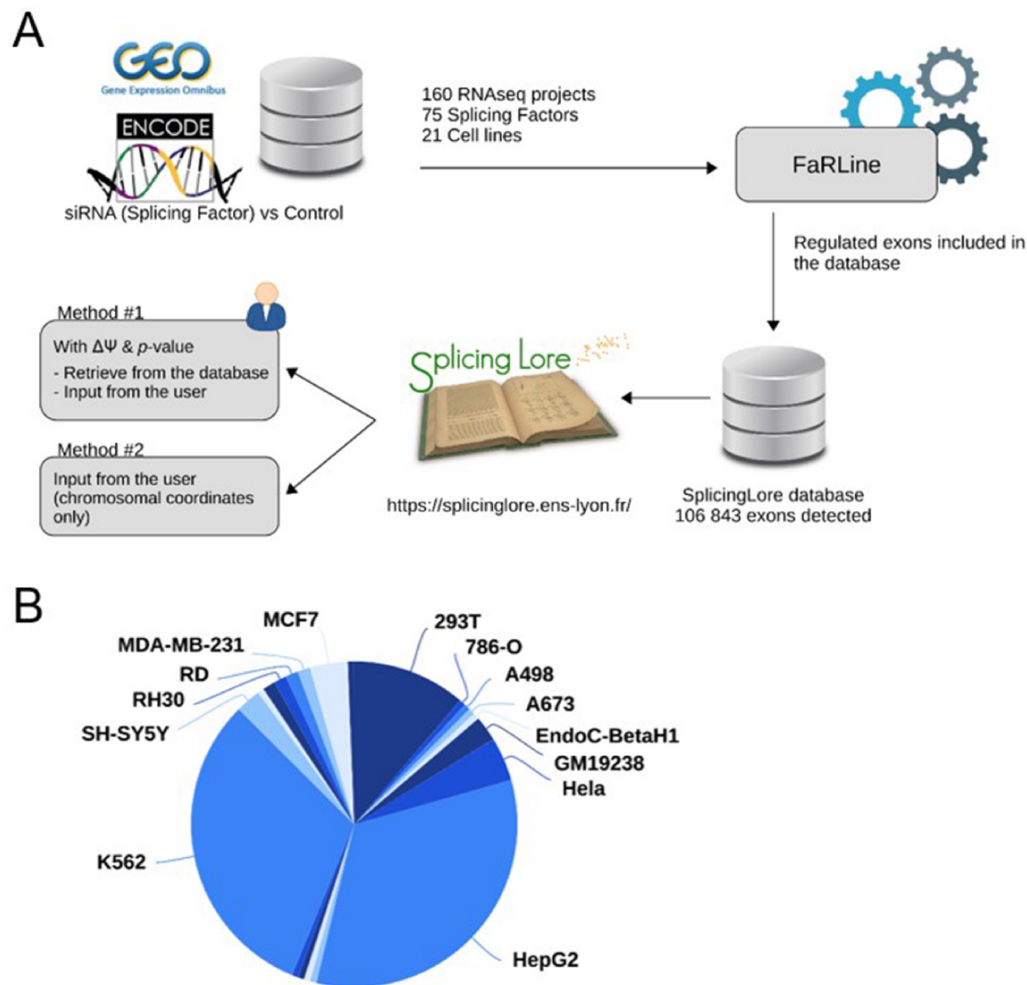 A
GEO
Gene Expression Omnibus
ENCODE
siRNA (Splicing Factor) vs Control
160 RNAseq projects
75 Splicing Factors
21 Cell lines
FaRLine
Regulated exons included in
the database
Method #1
With ΔΨ & p-value
- Retrieve from the database
- Input from the user
Method #2
Input from the user
(chromosomal coordinates
only)
Splicing Lore
https://splicinglore.ens-lyon.fr/
SplicingLore database
106 843 exons detected
B
MCF7
MDA-MB-231
RD
RH30
SH-SY5Y
K562
293T
786-O
A498
A673
EndoC-BetaH1
GM19238
Hela
HepG2